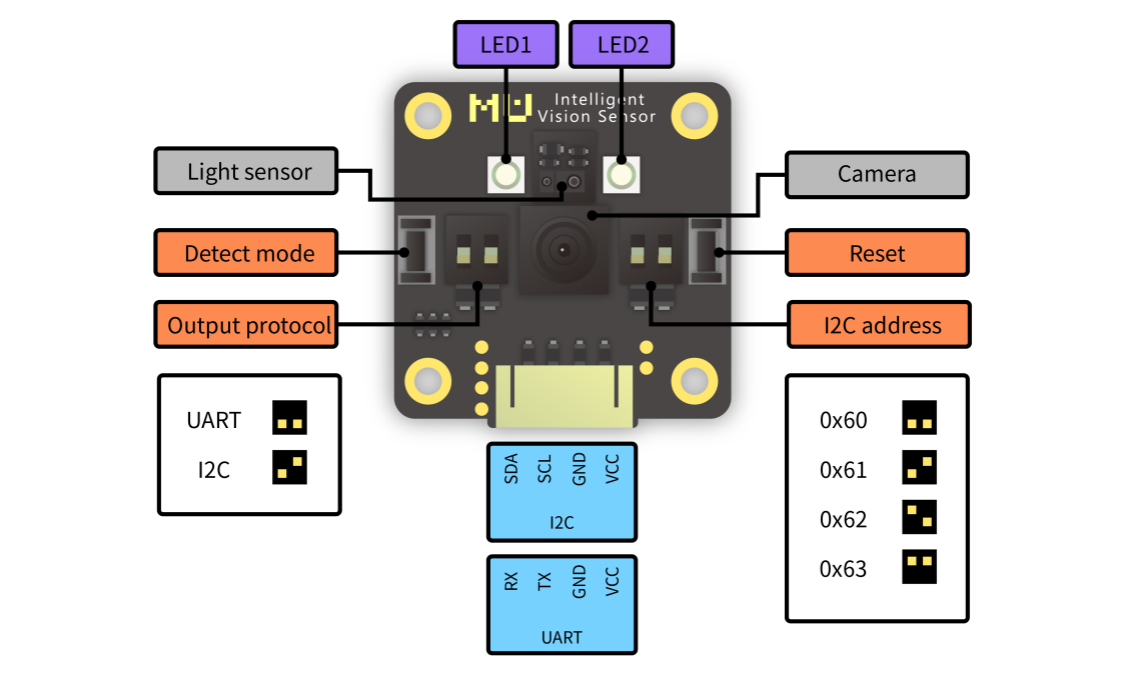 LED1
LED2
MU
Intelligent
Vision Sensor
Light sensor
Camera
Detect mode
Reset
Output protocol
I2C address
UART
I2C
0x60
0x61
0x62
0x63
SDA
SCL
GND
VCC
I2C
RX
TX
GND
VCC
UART